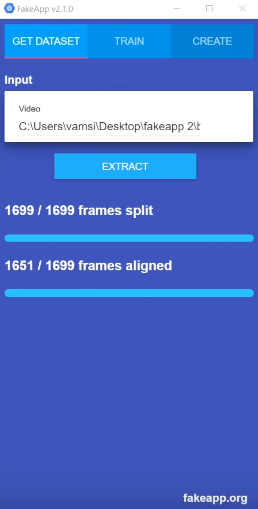 FakeApp v2.1.0
GET DATASET TRAIN CREATE
Input
Video
C:\Users\vamsi\Desktop\fakeapp 2\
EXTRACT
1699 / 1699 frames split
1651 / 1699 frames aligned
fakeapp.org